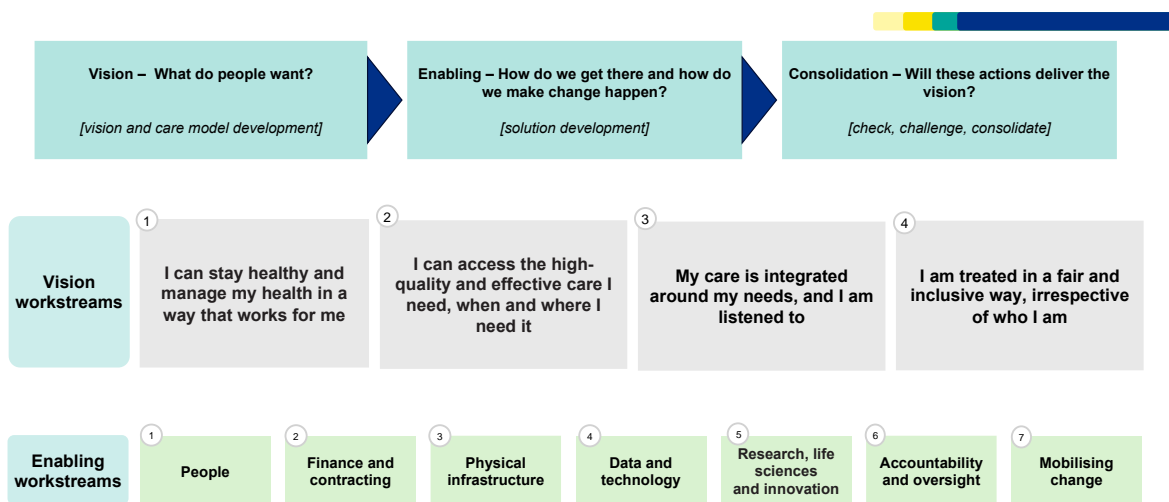 Vision – What do people want?
[vision and care model development]
Enabling – How do we get there and how do
we make change happen?
[solution development]
Consolidation – Will these actions deliver the
vision?
[check, challenge, consolidate]
Vision
workstreams
1
I can stay healthy and
manage my health in a
way that works for me
2
I can access the high-
quality and effective care I
need, when and where I
need it
3
My care is integrated
around my needs, and I am
listened to
4
I am treated in a fair and
inclusive way, irrespective
of who I am
Enabling
workstreams
1
People
2
Finance and
contracting
3
Physical
infrastructure
4
Data and
technology
5
Research, life
sciences
and innovation
6
Accountability
and oversight
7
Mobilising
change